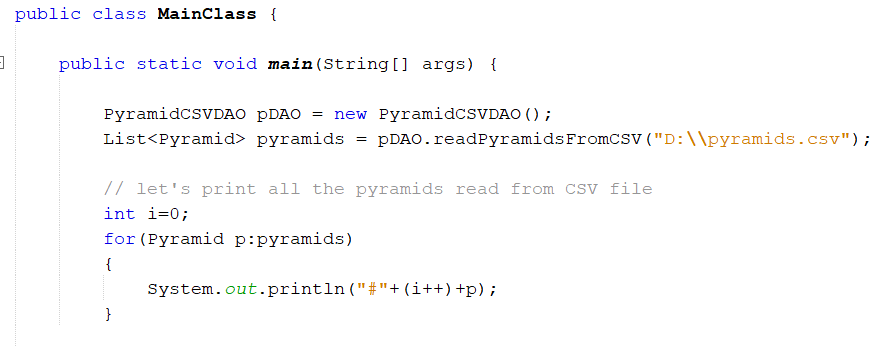 public class MainClass {
public static void main(String[] args) {
PyramidCSVDAO pDAO = new PyramidCSVDAO();
List<Pyramid> pyramids = pDAO.readPyramidsFromCSV("D:\\pyramids.csv");
// let's print all the pyramids read from CSV file
int i=0;
for(Pyramid p:pyramids)
{
System.out.println("#"+(i++)+p);
}